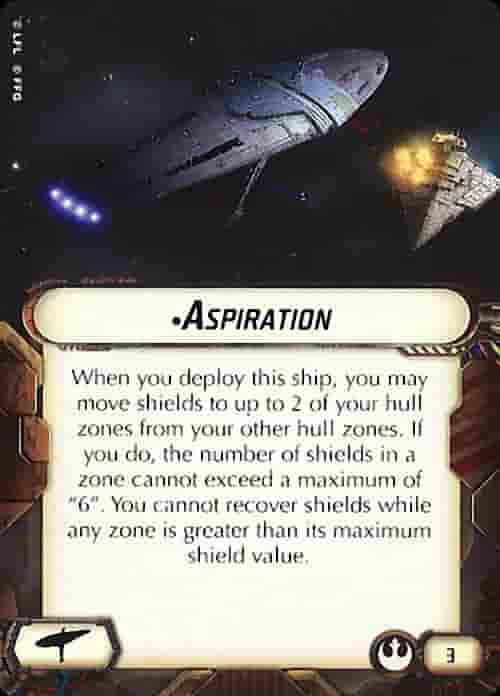 © LFL © FFG
•ASPIRATION
When you deploy this ship, you may
move shields to up to 2 of your hull
zones from your other hull zones. If
you do, the number of shields in a
zone cannot exceed a maximum of
"6". You cannot recover shields while
any zone is greater than its maximum
shield value.
3